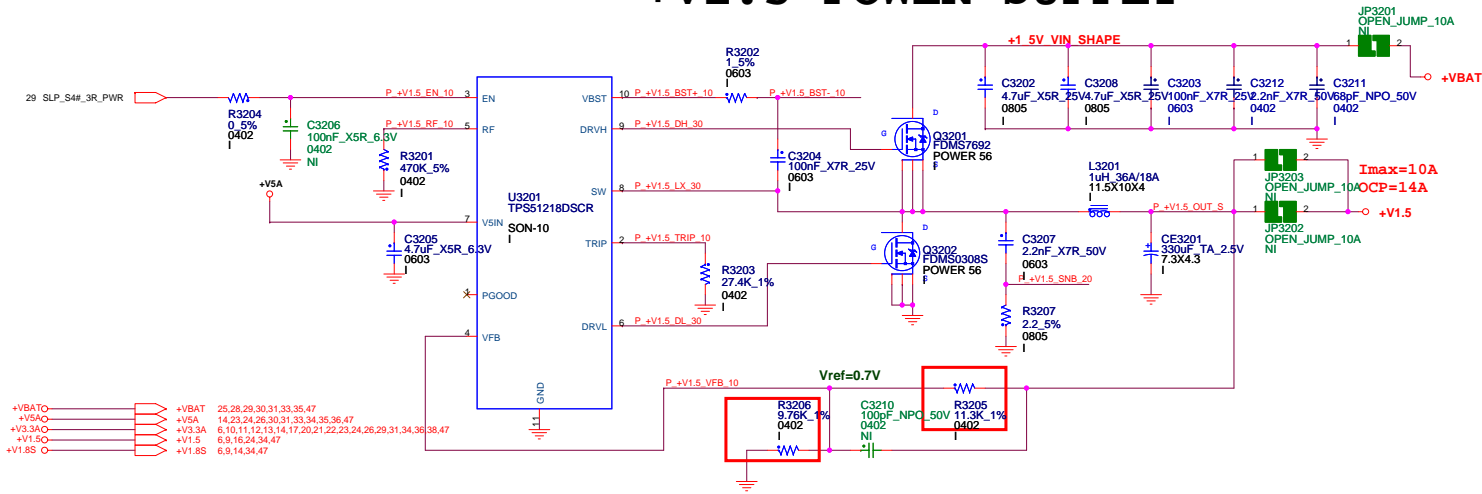 +V1.5 POWER SUPPLY
JP3201
OPEN_JUMP_10A
NI
1
2
+VBAT
+1_5V_VIN_SHAPE
R3202
1_5%
0603
I
C3202
4.7uF_X5R_25V
0805
I
C3208
4.7uF_X5R_25V
0805
I
C3203
100nF_X7R_25V
0603
I
C3212
2.2nF_X7R_50V
0402
I
C3211
68pF_NPO_50V
0402
I
29 SLP_S4#_3R_PWR
R3204
0_5%
0402
I
C3206
100nF_X5R_6.3V
0402
NI
P_+V1.5_EN_10
3
EN
P_+V1.5_RF_10
5
RF
R3201
470K_5%
0402
I
+V5A
7
V5IN
C3205
4.7uF_X5R_6.3V
0603
I
1
PGOOD
4
VFB
U3201
TPS51218DSCR
SON-10
I
GND
11
VBST
10
P_+V1.5_BST+_10
P_+V1.5_BST-_10
DRVH
9
P_+V1.5_DH_30
C3204
100nF_X7R_25V
0603
I
SW
8
P_+V1.5_LX_30
TRIP
2
P_+V1.5_TRIP_10
R3203
27.4K_1%
0402
I
DRVL
6
P_+V1.5_DL_30
D
G
S
Q3201
FDMS7692
POWER 56
I
D
G
S
Q3202
FDMS0308S
POWER 56
I
L3201
1uH_36A/18A
11.5X10X4
I
C3207
2.2nF_X7R_50V
0603
I
P_+V1.5_SNB_20
R3207
2.2_5%
0805
I
P_+V1.5_OUT_S
CE3201
330uF_TA_2.5V
7.3X4.3
I
1
2
JP3203
OPEN_JUMP_10A
NI
1
2
JP3202
OPEN_JUMP_10A
NI
Imax=10A
OCP=14A
+V1.5
Vref=0.7V
P_+V1.5_VFB_10
R3206
9.76K_1%
0402
I
C3210
100pF_NPO_50V
0402
NI
R3205
11.3K_1%
0402
I
+VBAT +VBAT 25,28,29,30,31,33,35,47
+V5A +V5A 14,23,24,26,30,31,33,34,35,36,47
+V3.3A +V3.3A 6,10,11,12,13,14,17,20,21,22,23,24,26,29,31,34,36,38,47
+V1.5 +V1.5 6,9,16,24,34,47
+V1.8S +V1.8S 6,9,14,34,47